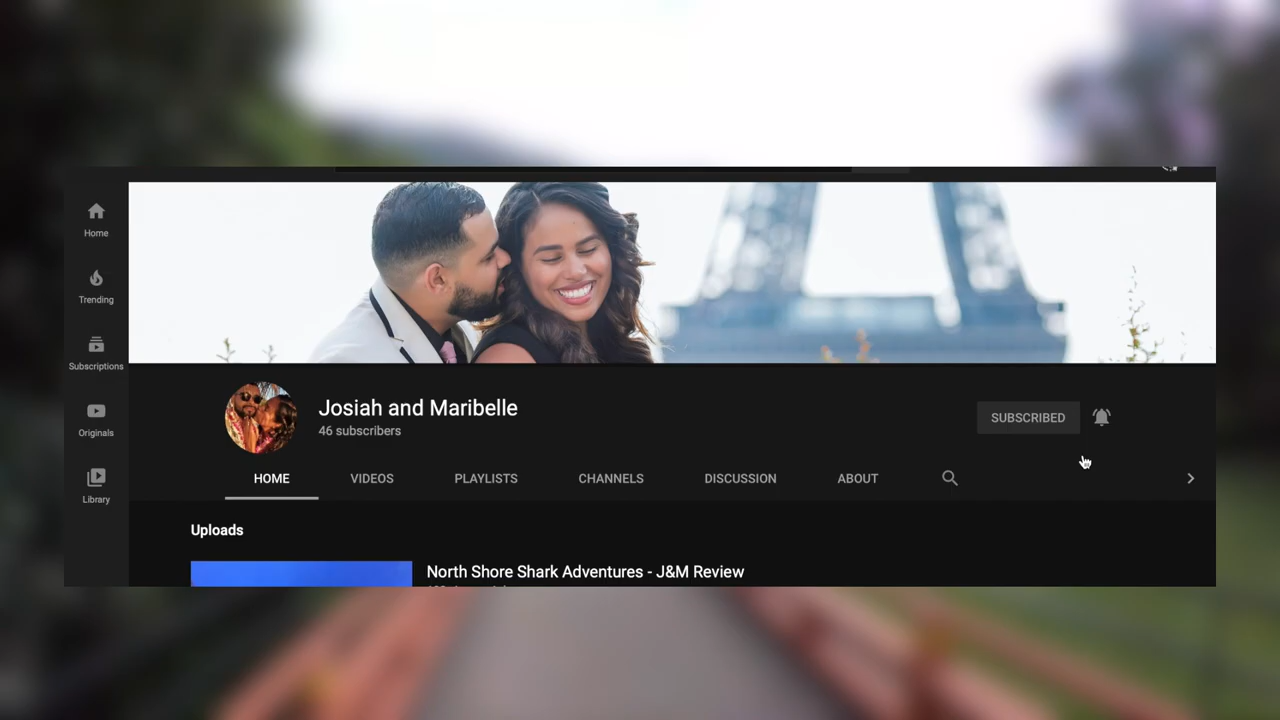 Home
Trending
Subscriptions
Originals
Library
Josiah and Maribelle
46 subscribers
SUBSCRIBED
HOME VIDEOS PLAYLISTS CHANNELS DISCUSSION ABOUT
Uploads
North Shore Shark Adventures - J&M Review